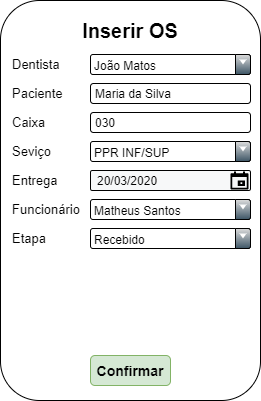 Inserir OS
Dentista João Matos
Paciente Maria da Silva
Caixa 030
Seviço PPR INF/SUP
Entrega 20/03/2020
Funcionário Matheus Santos
Etapa Recebido
Confirmar